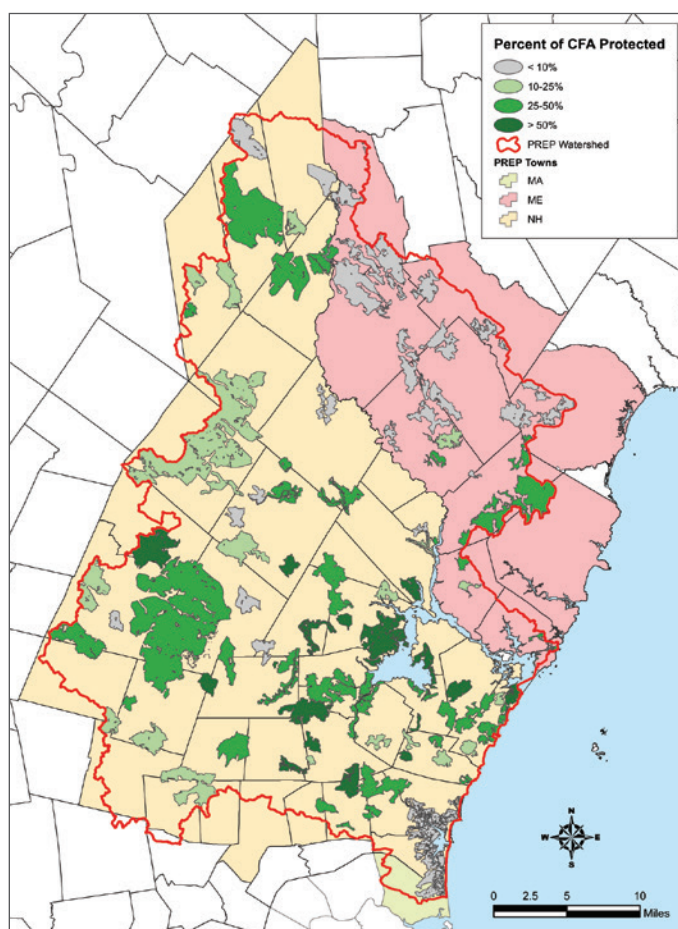 Percent of CFA Protected
< 10%
10-25%
25-50%
> 50%
PREP Watershed
PREP Towns
MA
ME
NH
N
W E
S
0 2.5 5 10
Miles